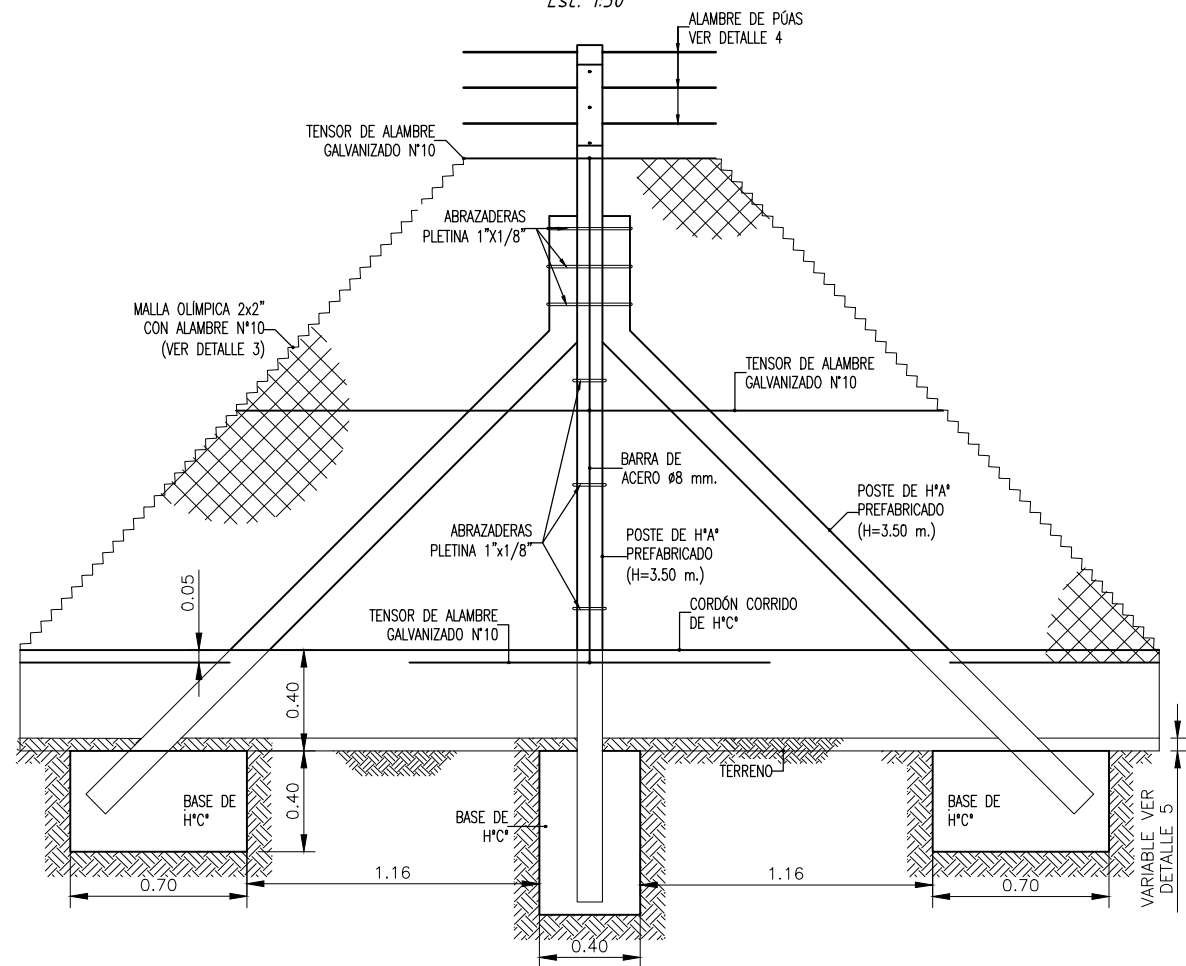 Esc. 1:50
ALAMBRE DE PÚAS
VER DETALLE 4
TENSOR DE ALAMBRE
GALVANIZADO N°10
ABRAZADERAS
PLETINA 1"X1/8"
MALLA OLÍMPICA 2x2"
CON ALAMBRE N°10
(VER DETALLE 3)
TENSOR DE ALAMBRE
GALVANIZADO N°10
BARRA DE
ACERO ø8 mm.
POSTE DE H°A°
PREFABRICADO
(H=3.50 m.)
ABRAZADERAS
PLETINA 1"x1/8"
POSTE DE H°A°
PREFABRICADO
(H=3.50 m.)
0.05
TENSOR DE ALAMBRE
GALVANIZADO N°10
CORDÓN CORRIDO
DE H°C°
0.40
TERRENO
BASE DE
H°C°
0.40
BASE DE
H°C°
BASE DE
H°C°
VARIABLE VER
DETALLE 5
0.70
1.16
1.16
0.70
0.40